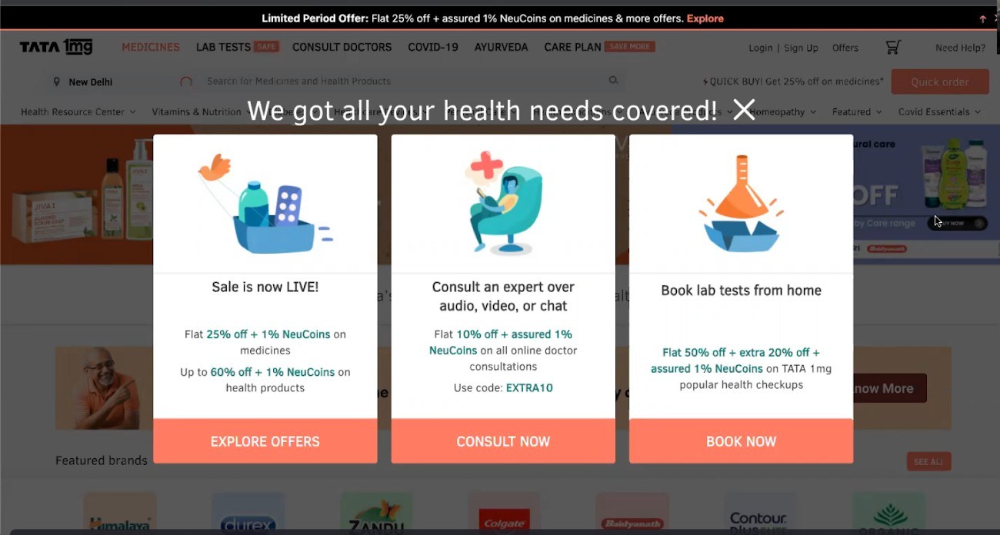 Limited Period Offer: Flat 25% off + assured 1% NeuCoins on medicines & more offers. Explore
TATA 1mg
MEDICINES LAB TESTS SAFE CONSULT DOCTORS COVID-19 AYURVEDA CARE PLAN SAVE MORE
Login | Sign Up Offers Need Help?
New Delhi Search for Medicines and Health Products
QUICK BUY! Get 25% off on medicines* Quick order
Health Resource Center Vitamins & Nutrition Homeopathy Featured Covid Essentials
We got all your health needs covered!
Sale is now LIVE!
Flat 25% off + 1% NeuCoins on
medicines
Up to 60% off + 1% NeuCoins on
health products
EXPLORE OFFERS
Consult an expert over
audio, video, or chat
Flat 10% off + assured 1%
NeuCoins on all online doctor
consultations
Use code: EXTRA10
CONSULT NOW
Book lab tests from home
Flat 50% off + extra 20% off +
assured 1% NeuCoins on TATA 1mg
popular health checkups
BOOK NOW
JIVA
JIVA
care
OFF
Care range
NOW
Baidyanath
More
Featured brands
SEE ALL
Himalaya
durex
ZANDU
Colgate
Baidyanath
Contour
ORGANIC